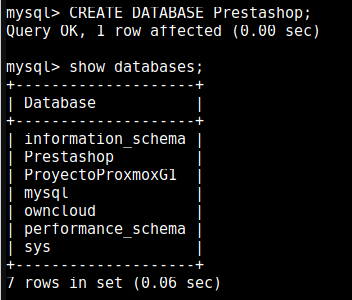 mysql> CREATE DATABASE Prestashop;
Query OK, 1 row affected (0.00 sec)
mysql> show databases;
+--------------------+
| Database           |
+--------------------+
| information_schema |
| Prestashop         |
| ProyectoProxmoxG1  |
| mysql              |
| owncloud           |
| performance_schema |
| sys                |
+--------------------+
7 rows in set (0.06 sec)